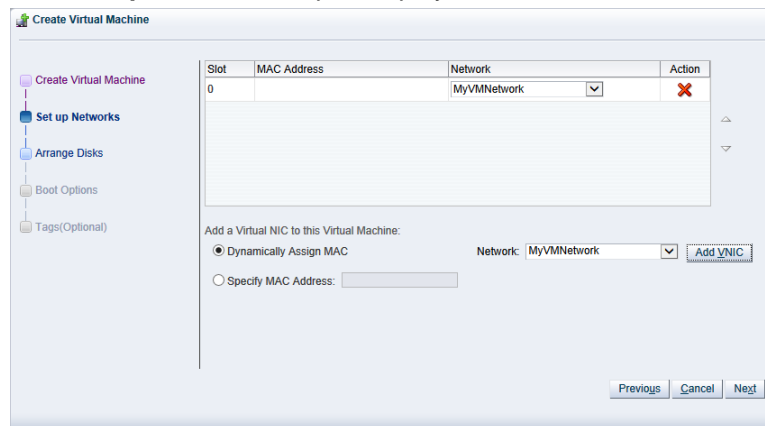 Create Virtual Machine
Create Virtual Machine
Set up Networks
Arrange Disks
Boot Options
Tags(Optional)
Slot MAC Address Network Action
0 MyVMNetwork
Add a Virtual NIC to this Virtual Machine:
Dynamically Assign MAC Network: MyVMNetwork Add VNIC
Specify MAC Address:
Previous Cancel Next